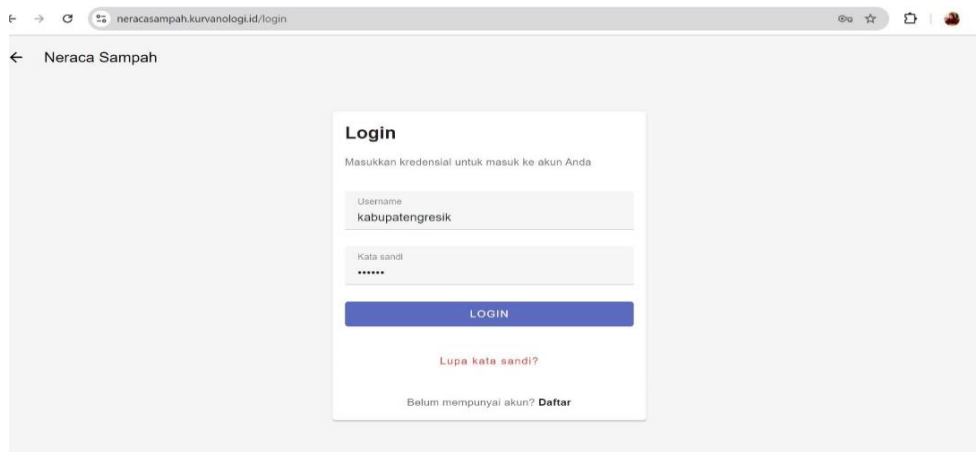 neracasampah.kurvanologi.id/login
Neraca Sampah
Login
Masukkan kredensial untuk masuk ke akun Anda
Username
kabupatengresik
Kata sandi
••••••
LOGIN
Lupa kata sandi?
Belum mempunyai akun? Daftar